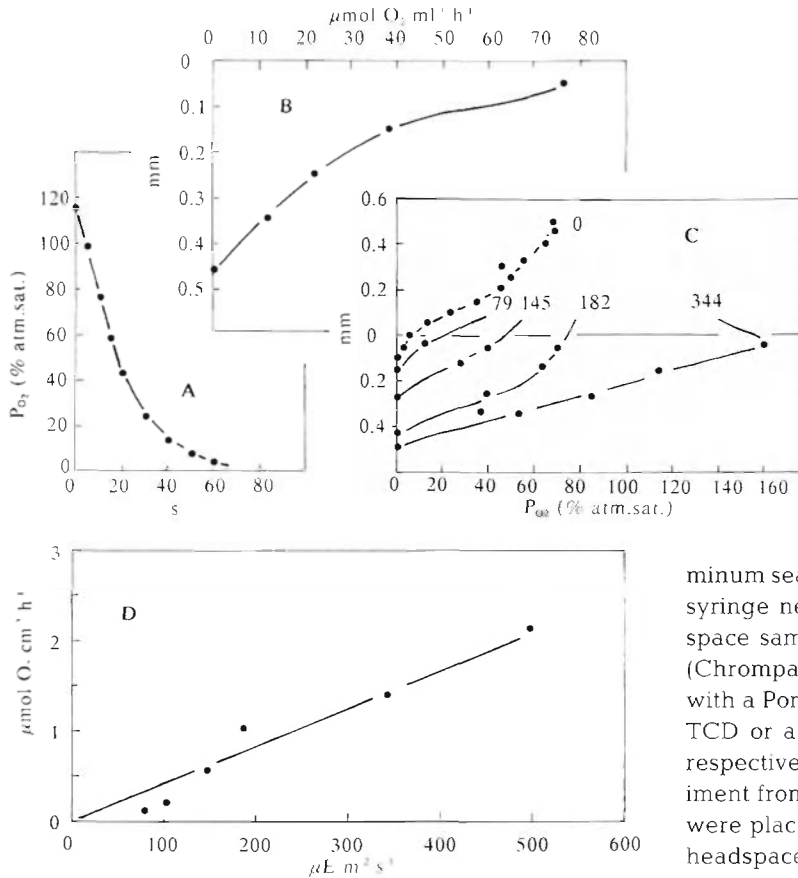 μmol O₂ ml⁻¹ h⁻¹
0 20 40 60 80
0
0.1
0.2
0.3
0.4
0.5
mm
B
120
100
80
60
40
20
0
P_O₂ (% atm.sat.)
A
0 20 40 60 80
s
0.6
0.4
0.2
0
0.2
0.4
mm
C
0
79 145 182 344
0 20 40 60 80 100 120 140 160
P_O₂ (% atm.sat.)
3
2
1
0
μmol O₂ cm⁻² h⁻¹
D
0 100 200 300 400 500 600
μE m⁻² s⁻¹
minum sea
syringe ne
space sam
(Chrompa
with a Por
TCD or a
respective
iment from
were plac
headspace